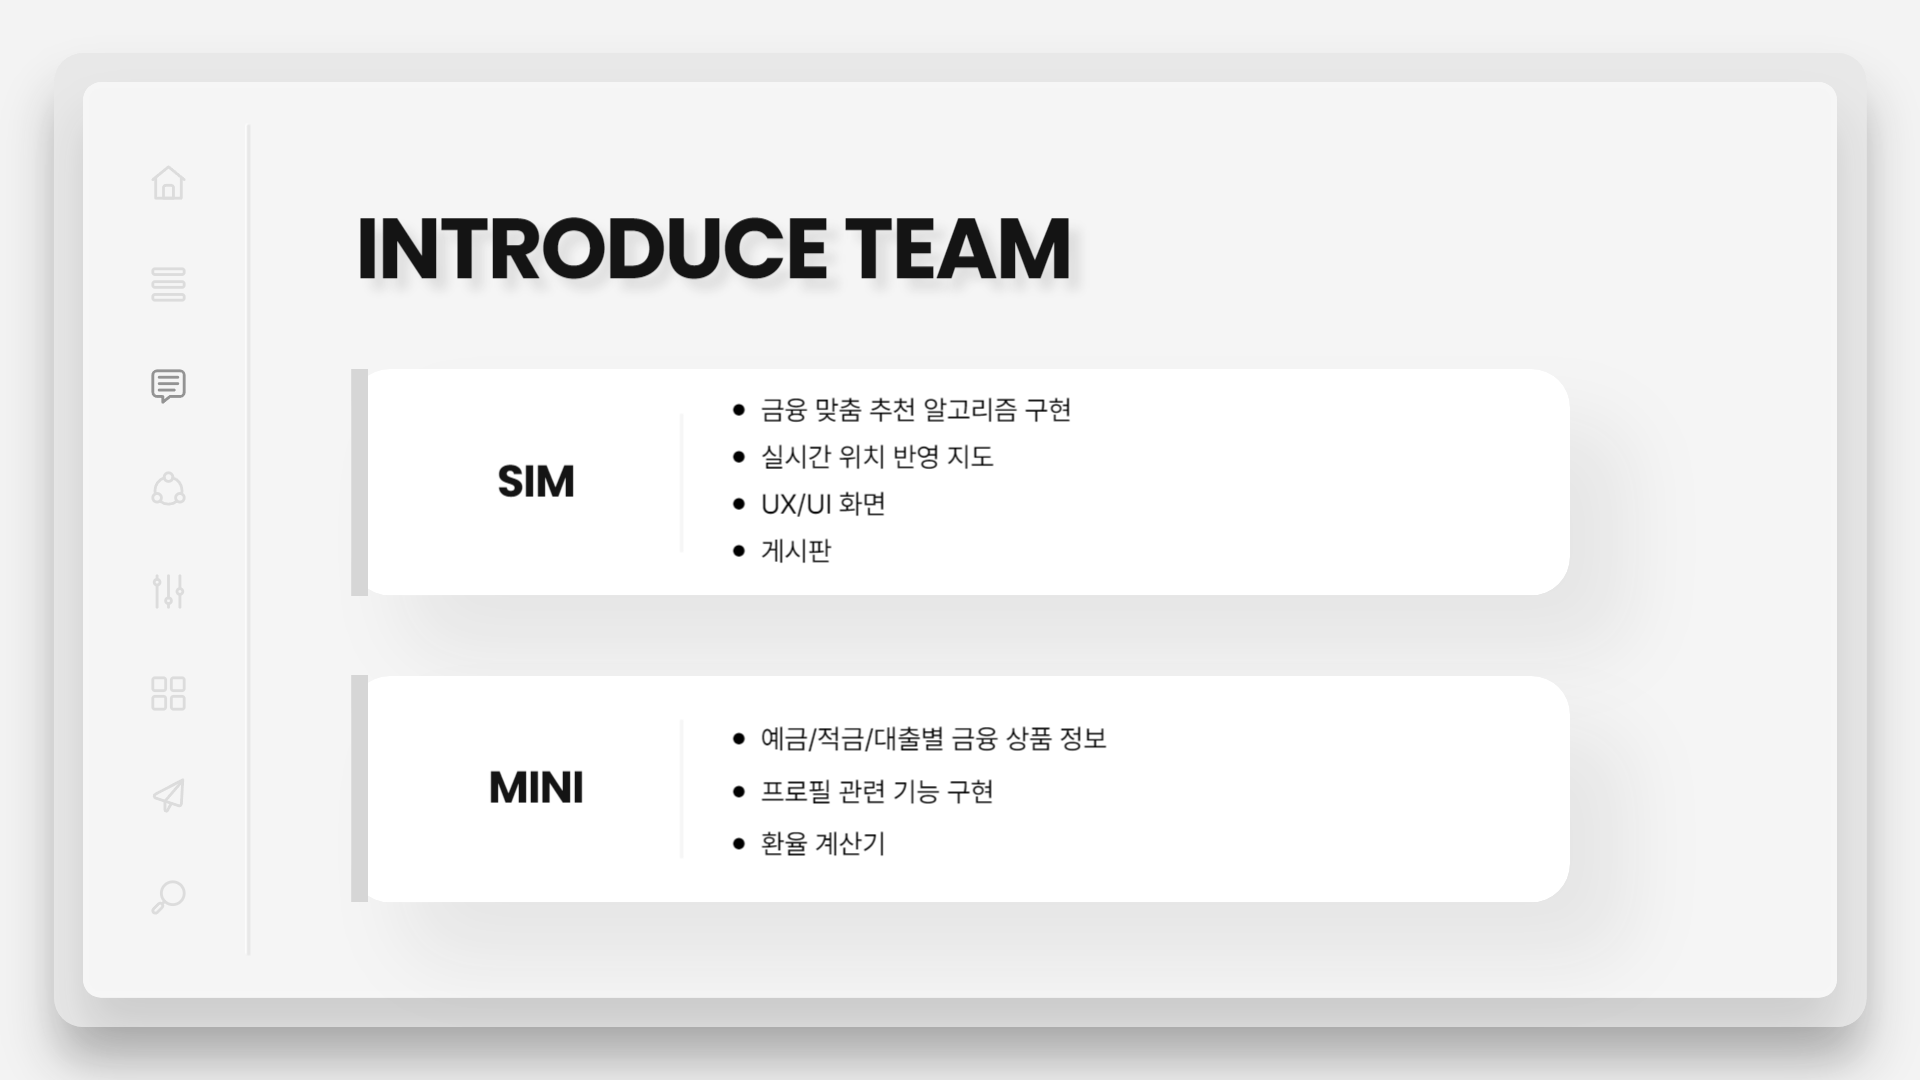 INTRODUCE TEAM
SIM
● 금융 맞춤 추천 알고리즘 구현
● 실시간 위치 반영 지도
● UX/UI 화면
● 게시판
MINI
● 예금/적금/대출별 금융 상품 정보
● 프로필 관련 기능 구현
● 환율 계산기